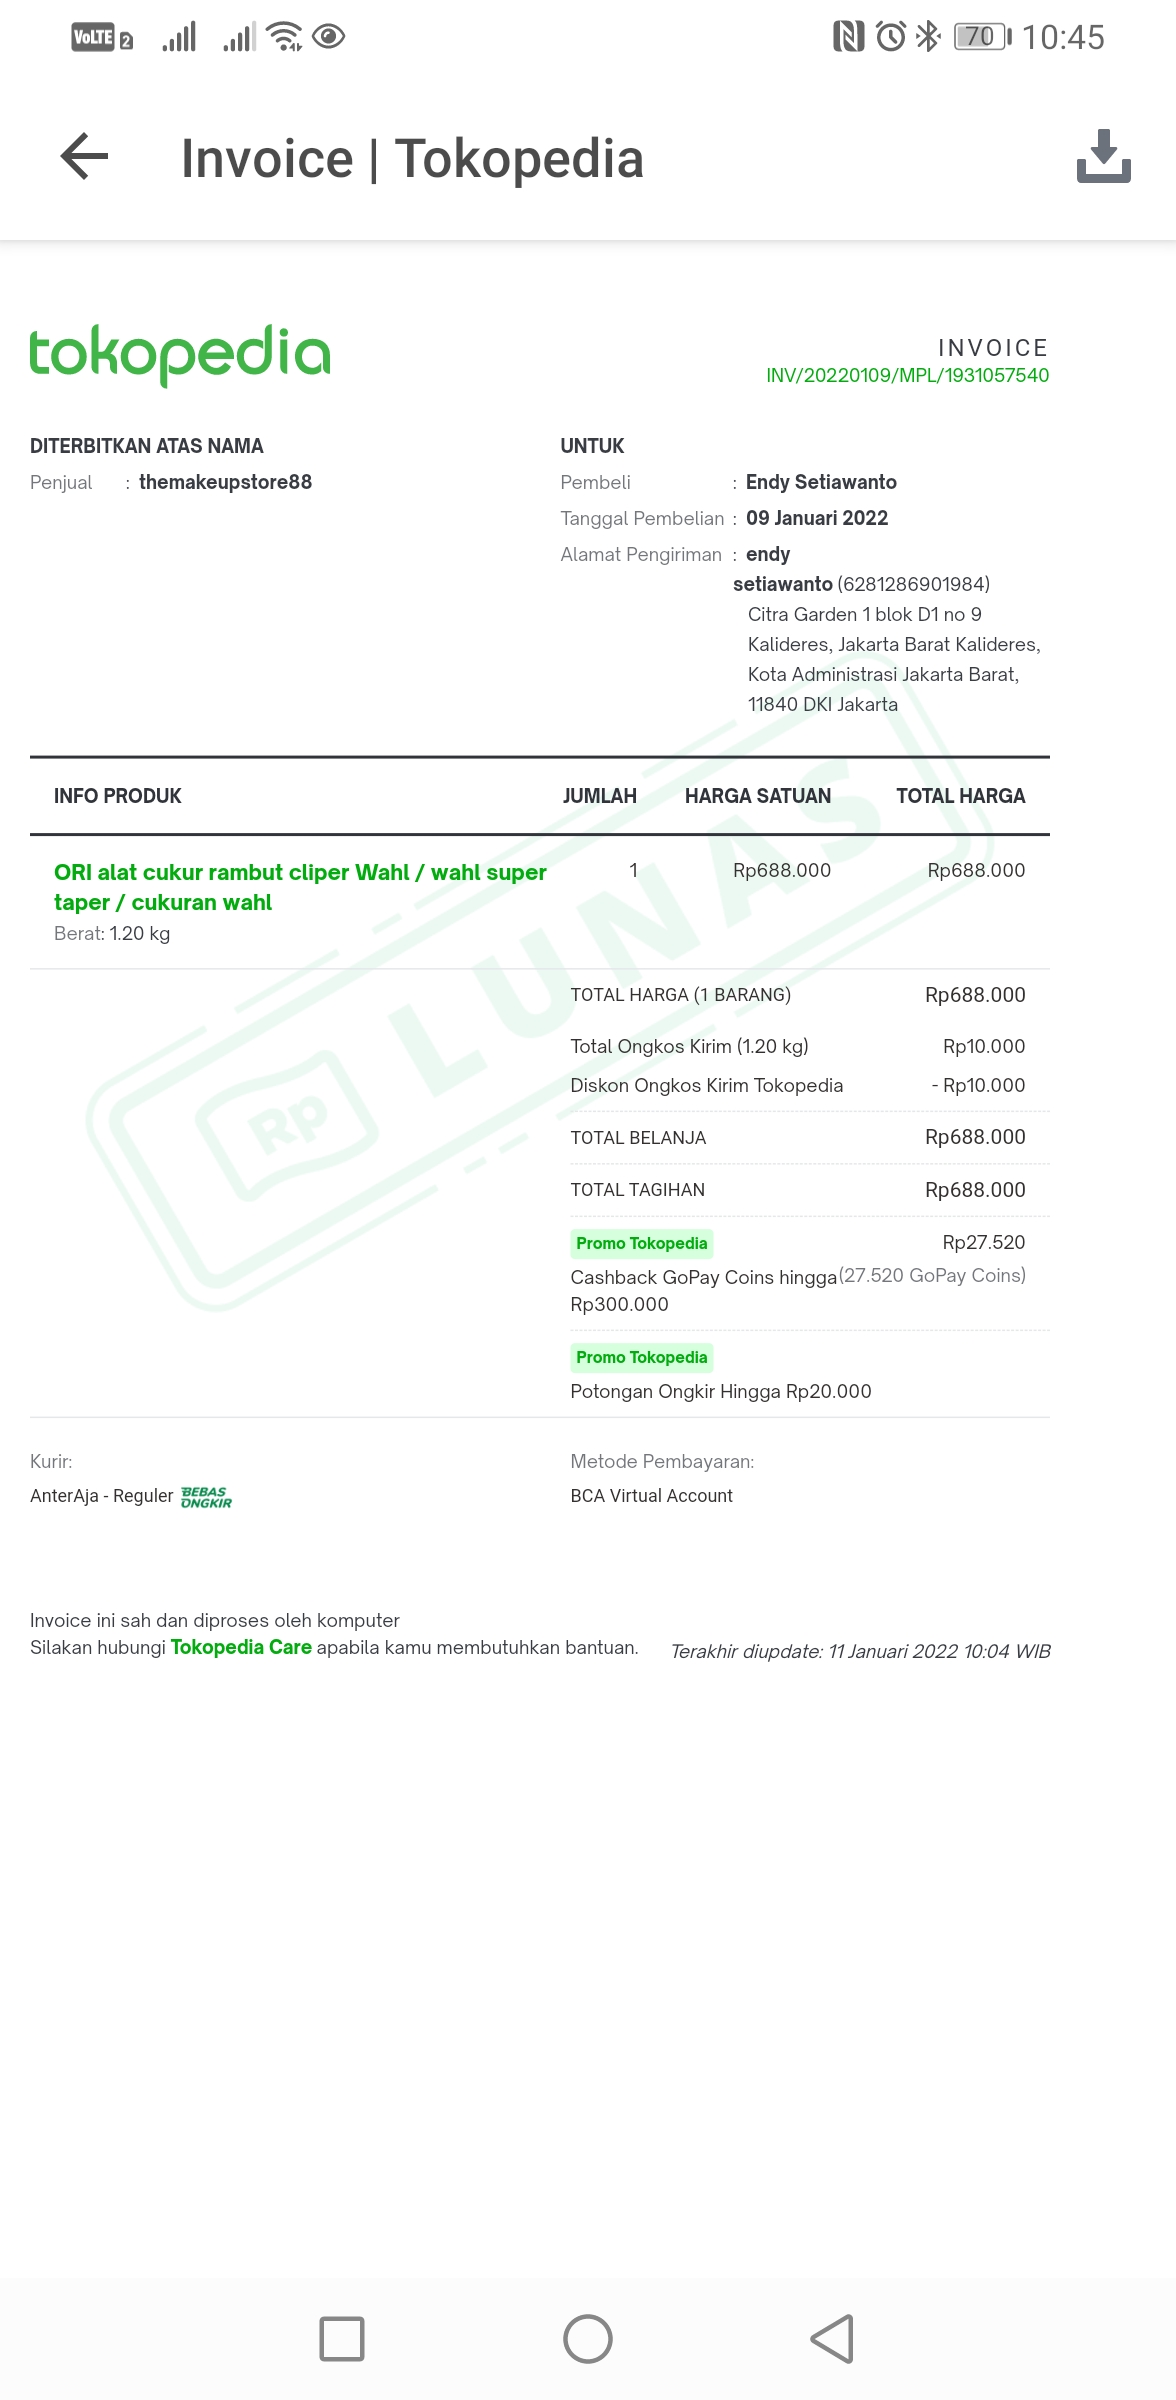 VoLTE 2 70 10:45
Invoice | Tokopedia
tokopedia
INVOICE
INV/20220109/MPL/1931057540
DITERBITKAN ATAS NAMA
Penjual : themakeupstore88
UNTUK
Pembeli : Endy Setiawanto
Tanggal Pembelian : 09 Januari 2022
Alamat Pengiriman : endy
setiawanto (6281286901984)
Citra Garden 1 blok D1 no 9
Kalideres, Jakarta Barat Kalideres,
Kota Administrasi Jakarta Barat,
11840 DKI Jakarta
INFO PRODUK JUMLAH HARGA SATUAN TOTAL HARGA
ORI alat cukur rambut cliper Wahl / wahl super 1 Rp688.000 Rp688.000
taper / cukuran wahl
Berat: 1.20 kg
Rp LUNAS
TOTAL HARGA (1 BARANG) Rp688.000
Total Ongkos Kirim (1.20 kg) Rp10.000
Diskon Ongkos Kirim Tokopedia - Rp10.000
TOTAL BELANJA Rp688.000
TOTAL TAGIHAN Rp688.000
Promo Tokopedia Rp27.520
Cashback GoPay Coins hingga (27.520 GoPay Coins)
Rp300.000
Promo Tokopedia
Potongan Ongkir Hingga Rp20.000
Kurir:
AnterAja - Reguler BEBAS ONGKIR
Metode Pembayaran:
BCA Virtual Account
Invoice ini sah dan diproses oleh komputer
Silakan hubungi Tokopedia Care apabila kamu membutuhkan bantuan.
Terakhir diupdate: 11 Januari 2022 10:04 WIB